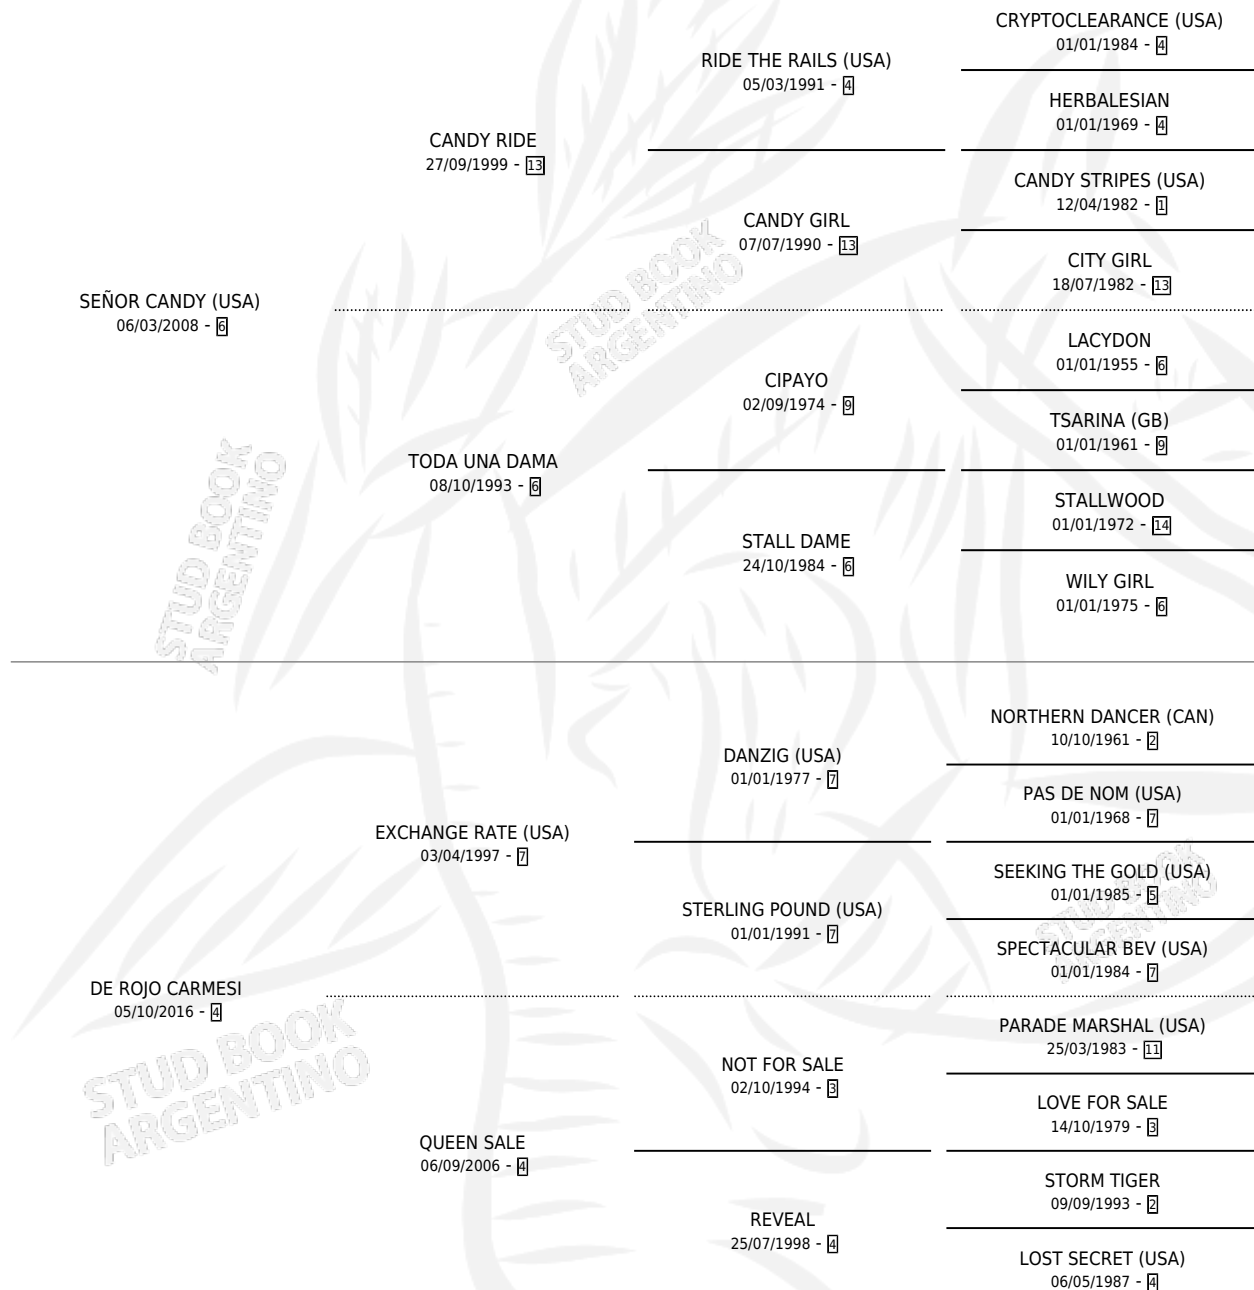 CRYPTOCLEARANCE (USA)
01/01/1984 - 4
RIDE THE RAILS (USA)
05/03/1991 - 4
HERBALESIAN
01/01/1969 - 4
CANDY RIDE
27/09/1999 - 13
CANDY STRIPES (USA)
12/04/1982 - 1
CANDY GIRL
07/07/1990 - 13
CITY GIRL
18/07/1982 - 13
SEÑOR CANDY (USA)
06/03/2008 - 6
LACYDON
01/01/1955 - 6
CIPAYO
02/09/1974 - 9
TSARINA (GB)
01/01/1961 - 9
TODA UNA DAMA
08/10/1993 - 6
STALLWOOD
01/01/1972 - 14
STALL DAME
24/10/1984 - 6
WILY GIRL
01/01/1975 - 6
NORTHERN DANCER (CAN)
10/10/1961 - 2
DANZIG (USA)
01/01/1977 - 7
PAS DE NOM (USA)
01/01/1968 - 7
EXCHANGE RATE (USA)
03/04/1997 - 7
SEEKING THE GOLD (USA)
01/01/1985 - 5
STERLING POUND (USA)
01/01/1991 - 7
SPECTACULAR BEV (USA)
01/01/1984 - 7
DE ROJO CARMESI
05/10/2016 - 4
PARADE MARSHAL (USA)
25/03/1983 - 11
NOT FOR SALE
02/10/1994 - 3
LOVE FOR SALE
14/10/1979 - 3
QUEEN SALE
06/09/2006 - 4
STORM TIGER
09/09/1993 - 2
REVEAL
25/07/1998 - 4
LOST SECRET (USA)
06/05/1987 - 4
STUD BOOK
ARGENTINO
STUD BOOK
ARGENTINO
STUD BOOK
ARGENTINO
STUD BOOK
ARGENTINO